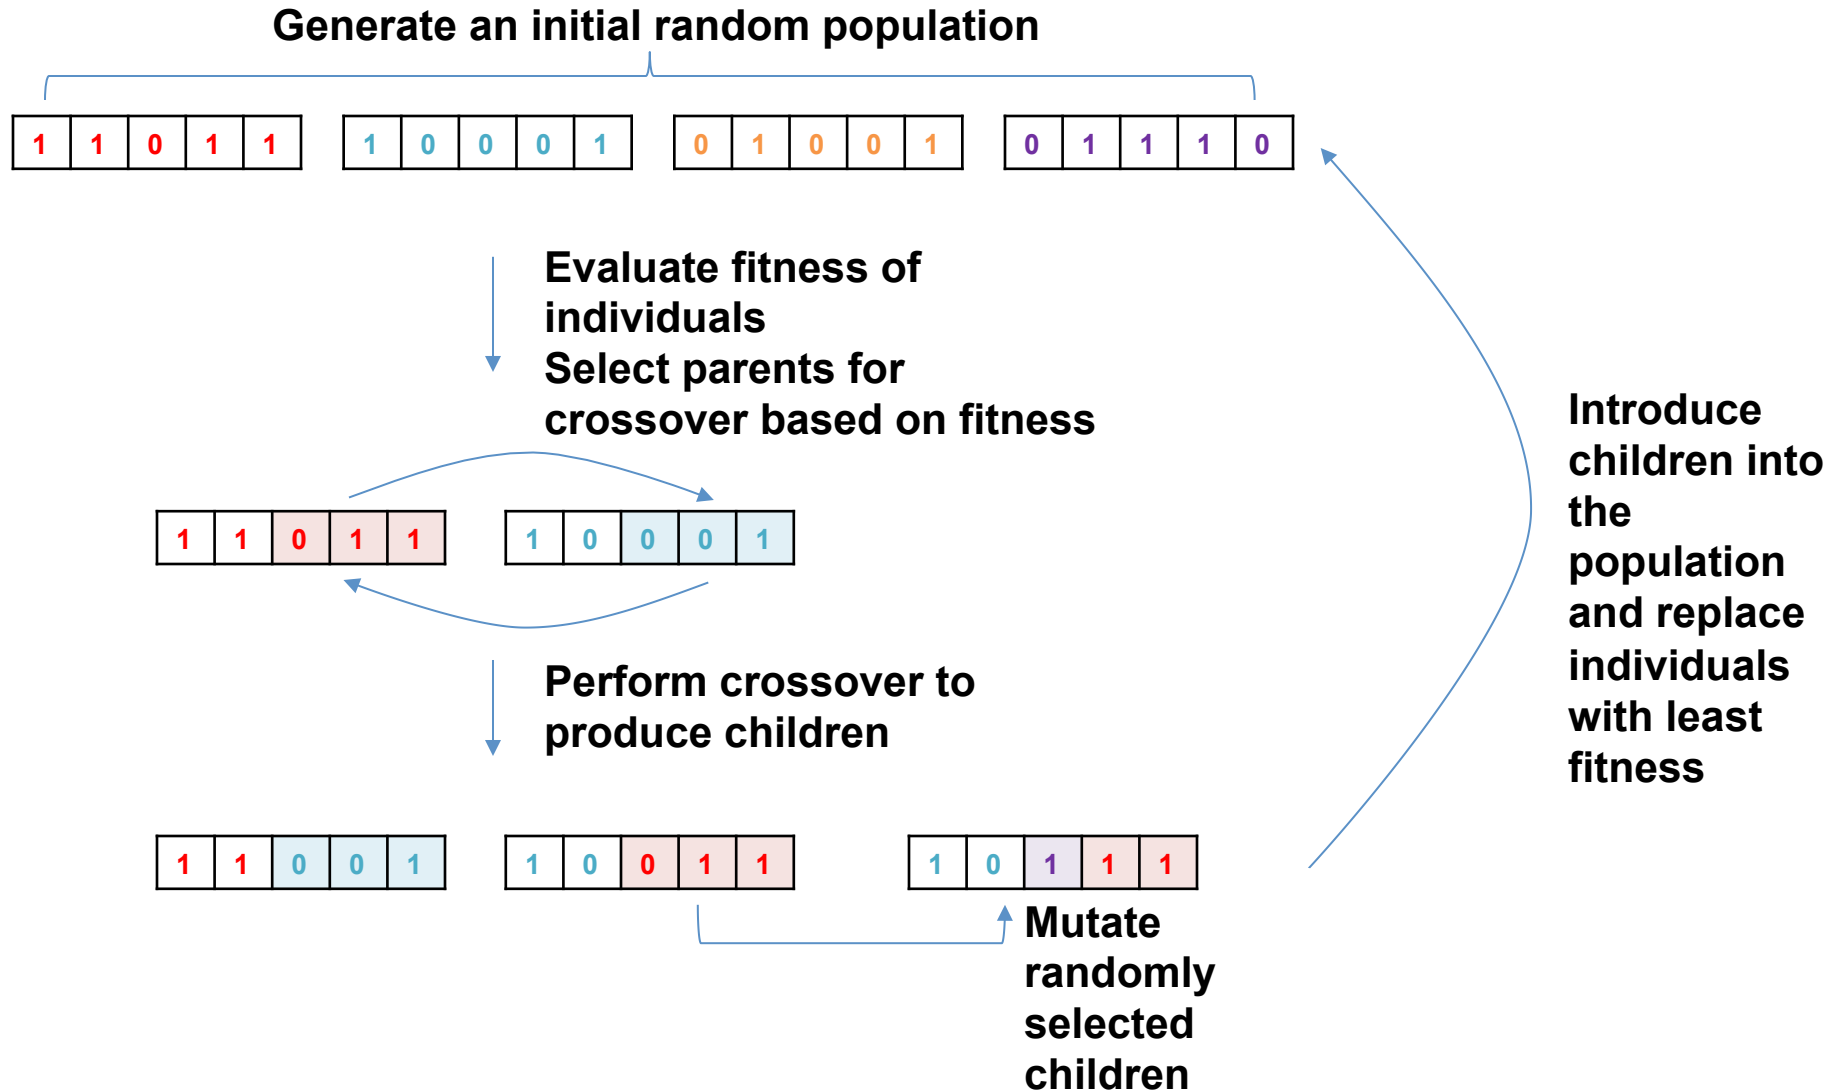 Generate an initial random population
1 1 0 1 1 1 0 0 0 1 0 1 0 0 1 0 1 1 1 0
Evaluate fitness of
individuals
Select parents for
crossover based on fitness
1 1 0 1 1 1 0 0 0 1
Perform crossover to
produce children
1 1 0 0 1 1 0 0 1 1 1 0 1 1 1
Mutate
randomly
selected
children
Introduce
children into
the
population
and replace
individuals
with least
fitness